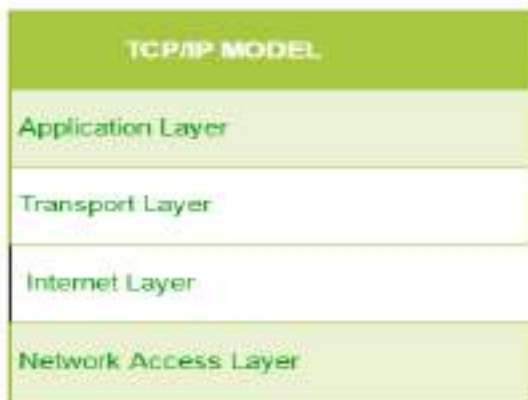 TCP/IP MODEL
Application Layer
Transport Layer
Internet Layer
Network Access Layer